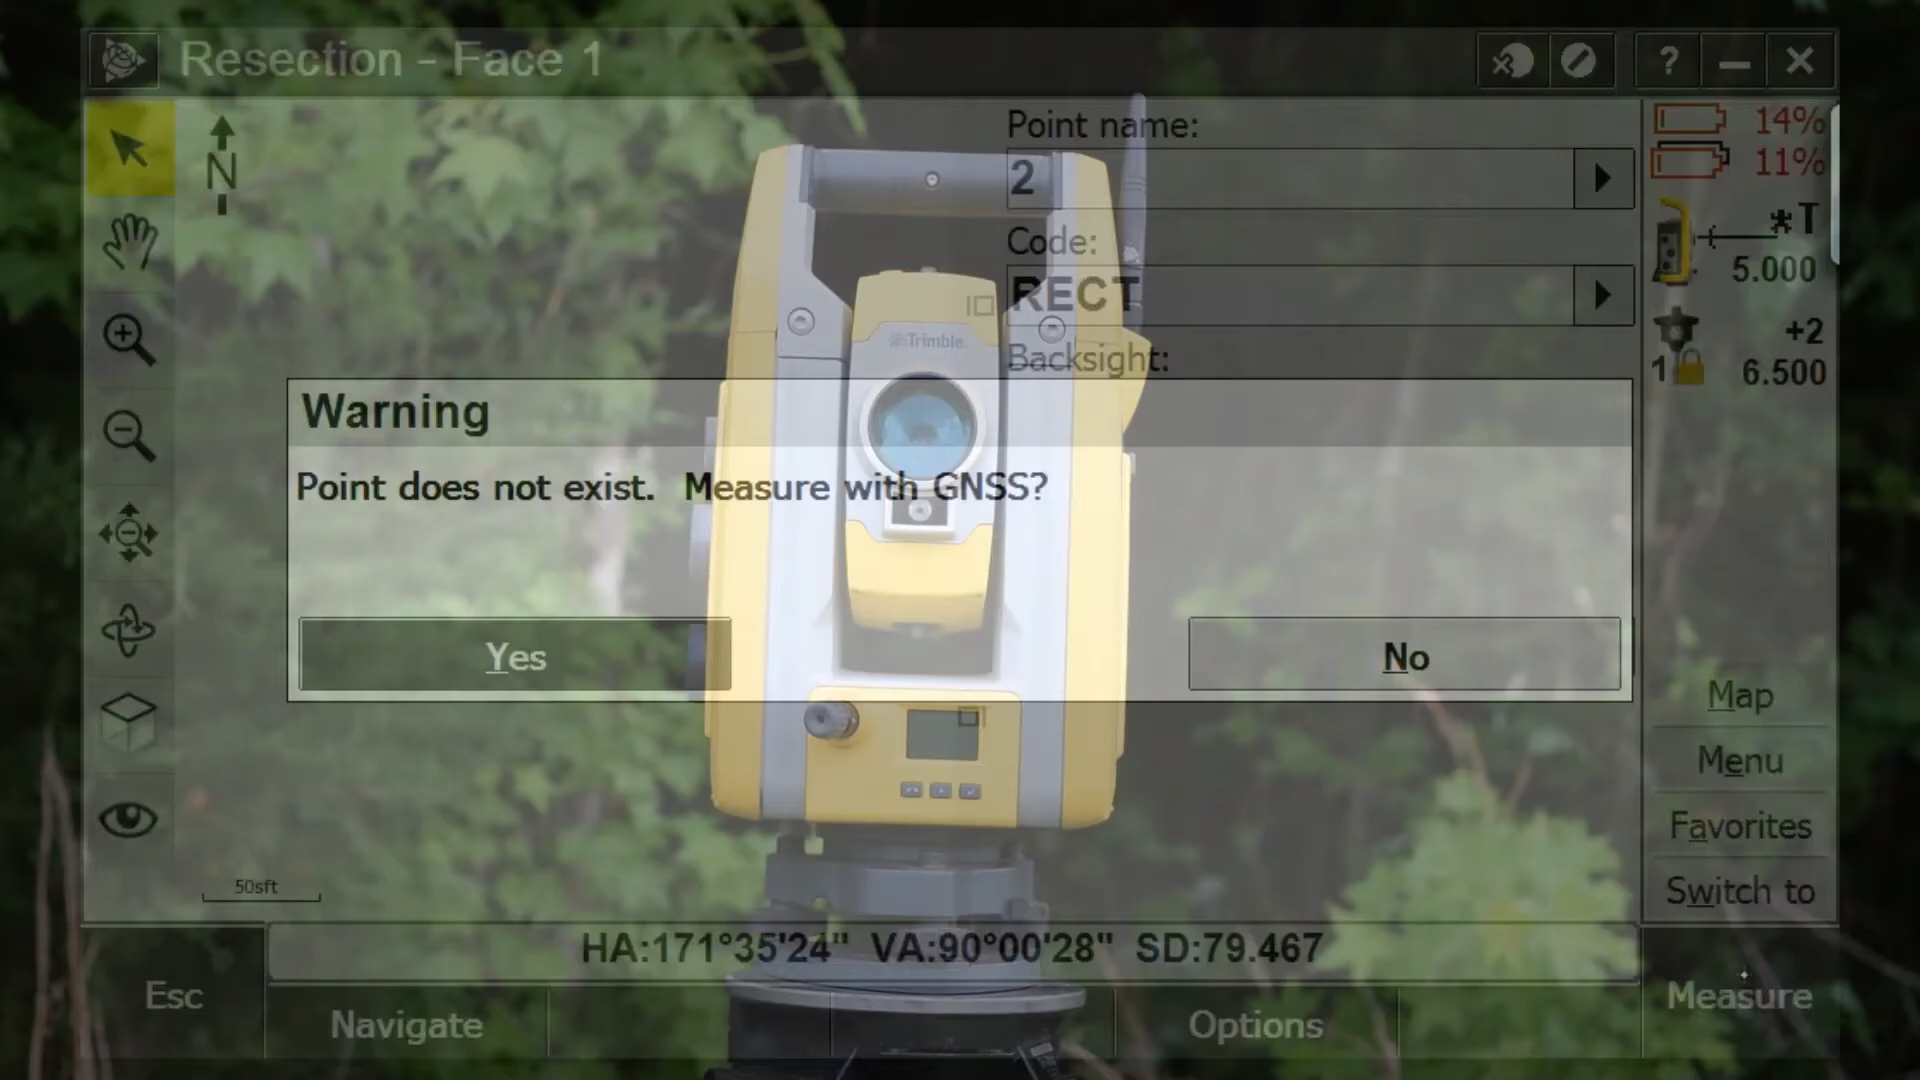 Resection - Face 1
?
N
Point name:
2
Code:
RECT
Backsight:
14%
11%
T
5.000
+2
1
6.500
Trimble.
Warning
Point does not exist. Measure with GNSS?
Yes
No
Map
Menu
Favorites
Switch to
50sft
HA:171°35'24" VA:90°00'28" SD:79.467
Esc
Navigate
Options
Measure